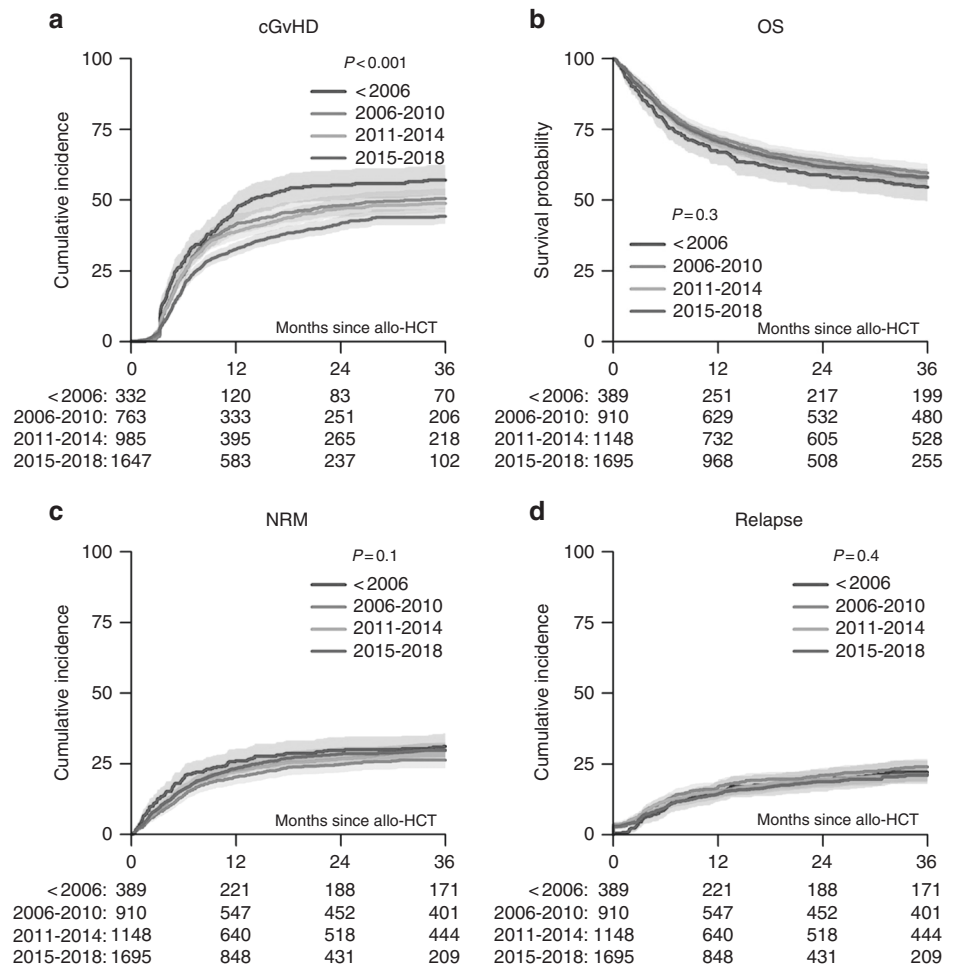 a
cGvHD
P<0.001
<2006
2006-2010
2011-2014
2015-2018
Cumulative incidence
100
75
50
25
0
Months since allo-HCT
0 12 24 36
<2006: 332 120 83 70
2006-2010: 763 333 251 206
2011-2014: 985 395 265 218
2015-2018: 1647 583 237 102
b
OS
Survival probability
100
75
50
25
0
P=0.3
<2006
2006-2010
2011-2014
2015-2018
Months since allo-HCT
0 12 24 36
<2006: 389 251 217 199
2006-2010: 910 629 532 480
2011-2014: 1148 732 605 528
2015-2018: 1695 968 508 255
c
NRM
P=0.1
<2006
2006-2010
2011-2014
2015-2018
Cumulative incidence
100
75
50
25
0
Months since allo-HCT
0 12 24 36
<2006: 389 221 188 171
2006-2010: 910 547 452 401
2011-2014: 1148 640 518 444
2015-2018: 1695 848 431 209
d
Relapse
P=0.4
<2006
2006-2010
2011-2014
2015-2018
Cumulative incidence
100
75
50
25
0
Months since allo-HCT
0 12 24 36
<2006: 389 221 188 171
2006-2010: 910 547 452 401
2011-2014: 1148 640 518 444
2015-2018: 1695 848 431 209